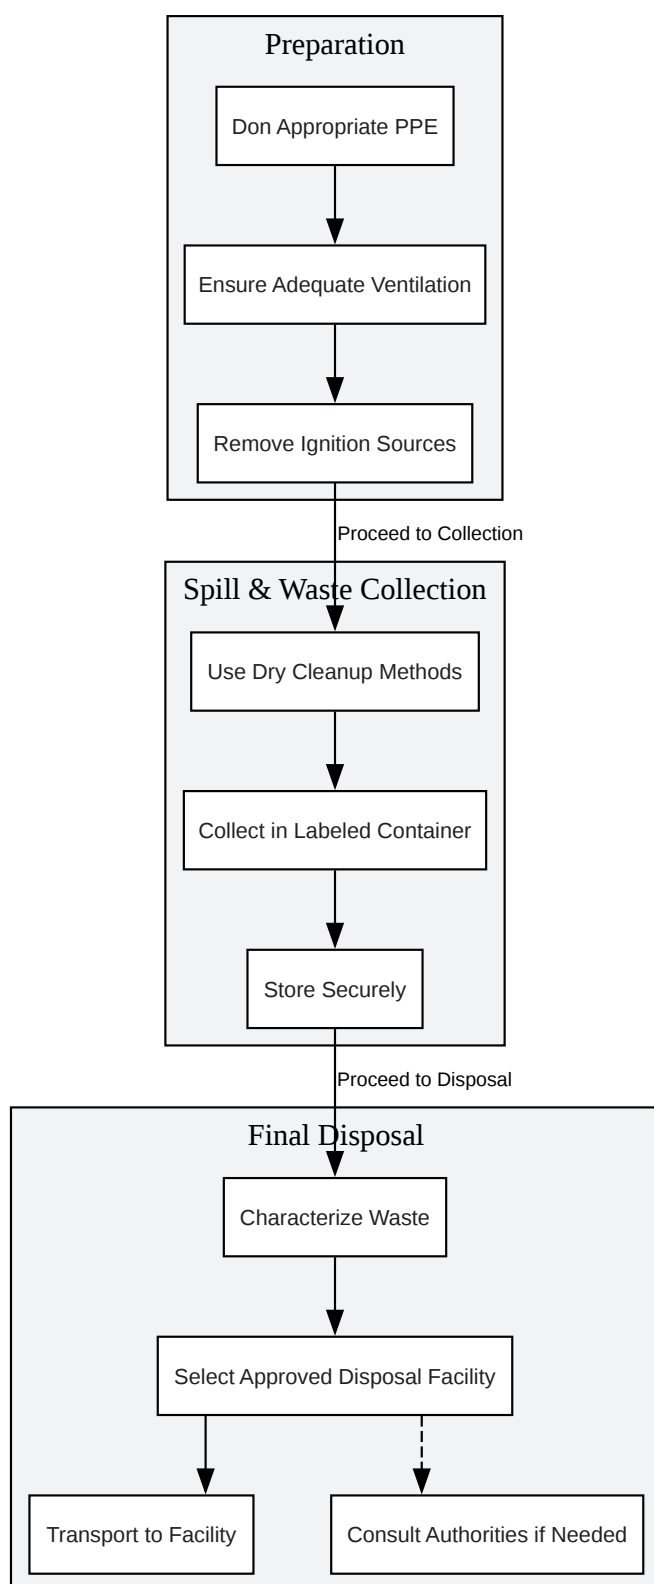 Preparation
Don Appropriate PPE
Ensure Adequate Ventilation
Remove Ignition Sources
Proceed to Collection
Spill & Waste Collection
Use Dry Cleanup Methods
Collect in Labeled Container
Store Securely
Proceed to Disposal
Final Disposal
Characterize Waste
Select Approved Disposal Facility
Transport to Facility
Consult Authorities if Needed